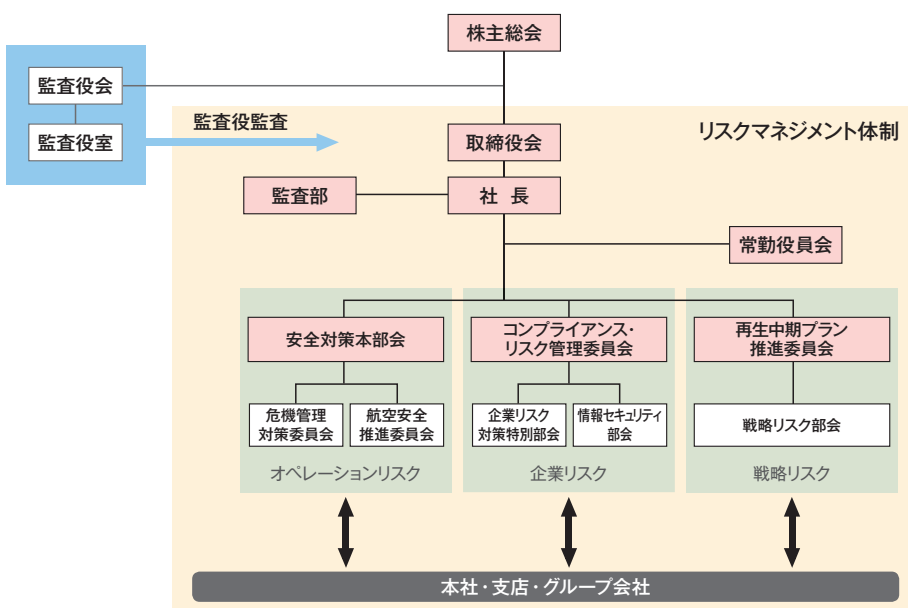 株主総会
監査役会
監査役室
監査役監査
リスクマネジメント体制
取締役会
監査部
社 長
常勤役員会
安全対策本部会
コンプライアンス・
リスク管理委員会
再生中期プラン
推進委員会
危機管理
対策委員会
航空安全
推進委員会
企業リスク
対策特別部会
情報セキュリティ
部会
戦略リスク部会
オペレーションリスク
企業リスク
戦略リスク
本社・支店・グループ会社